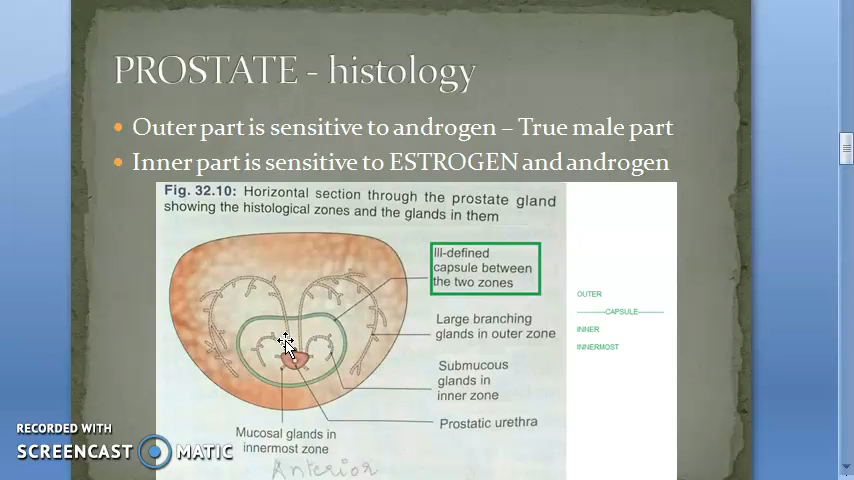 PROSTATE - histology
Outer part is sensitive to androgen – True male part
Inner part is sensitive to ESTROGEN and androgen
Fig. 32.10: Horizontal section through the prostate gland
showing the histological zones and the glands in them
Ill-defined
capsule between
the two zones
Large branching
glands in outer zone
Submucous
glands in
inner zone
Prostatic urethra
Mucosal glands in
innermost zone
Anterior
OUTER
----------CAPSULE----------
INNER
INNERMOST
RECORDED WITH
SCREENCAST MATIC